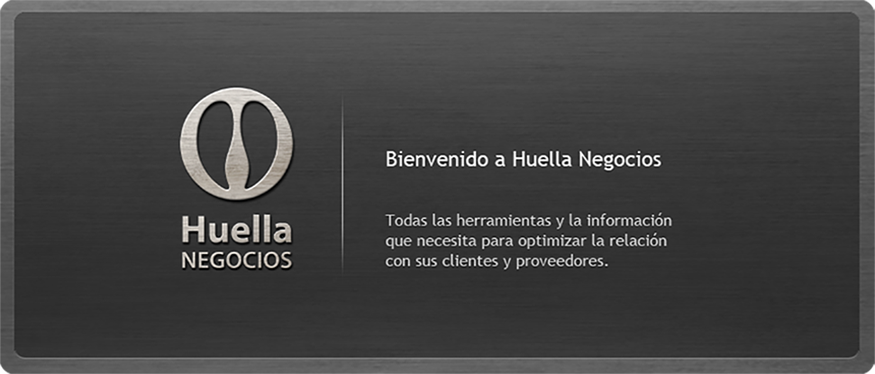 Huella
NEGOCIOS
Bienvenido a Huella Negocios
Todas las herramientas y la información
que necesita para optimizar la relación
con sus clientes y proveedores.